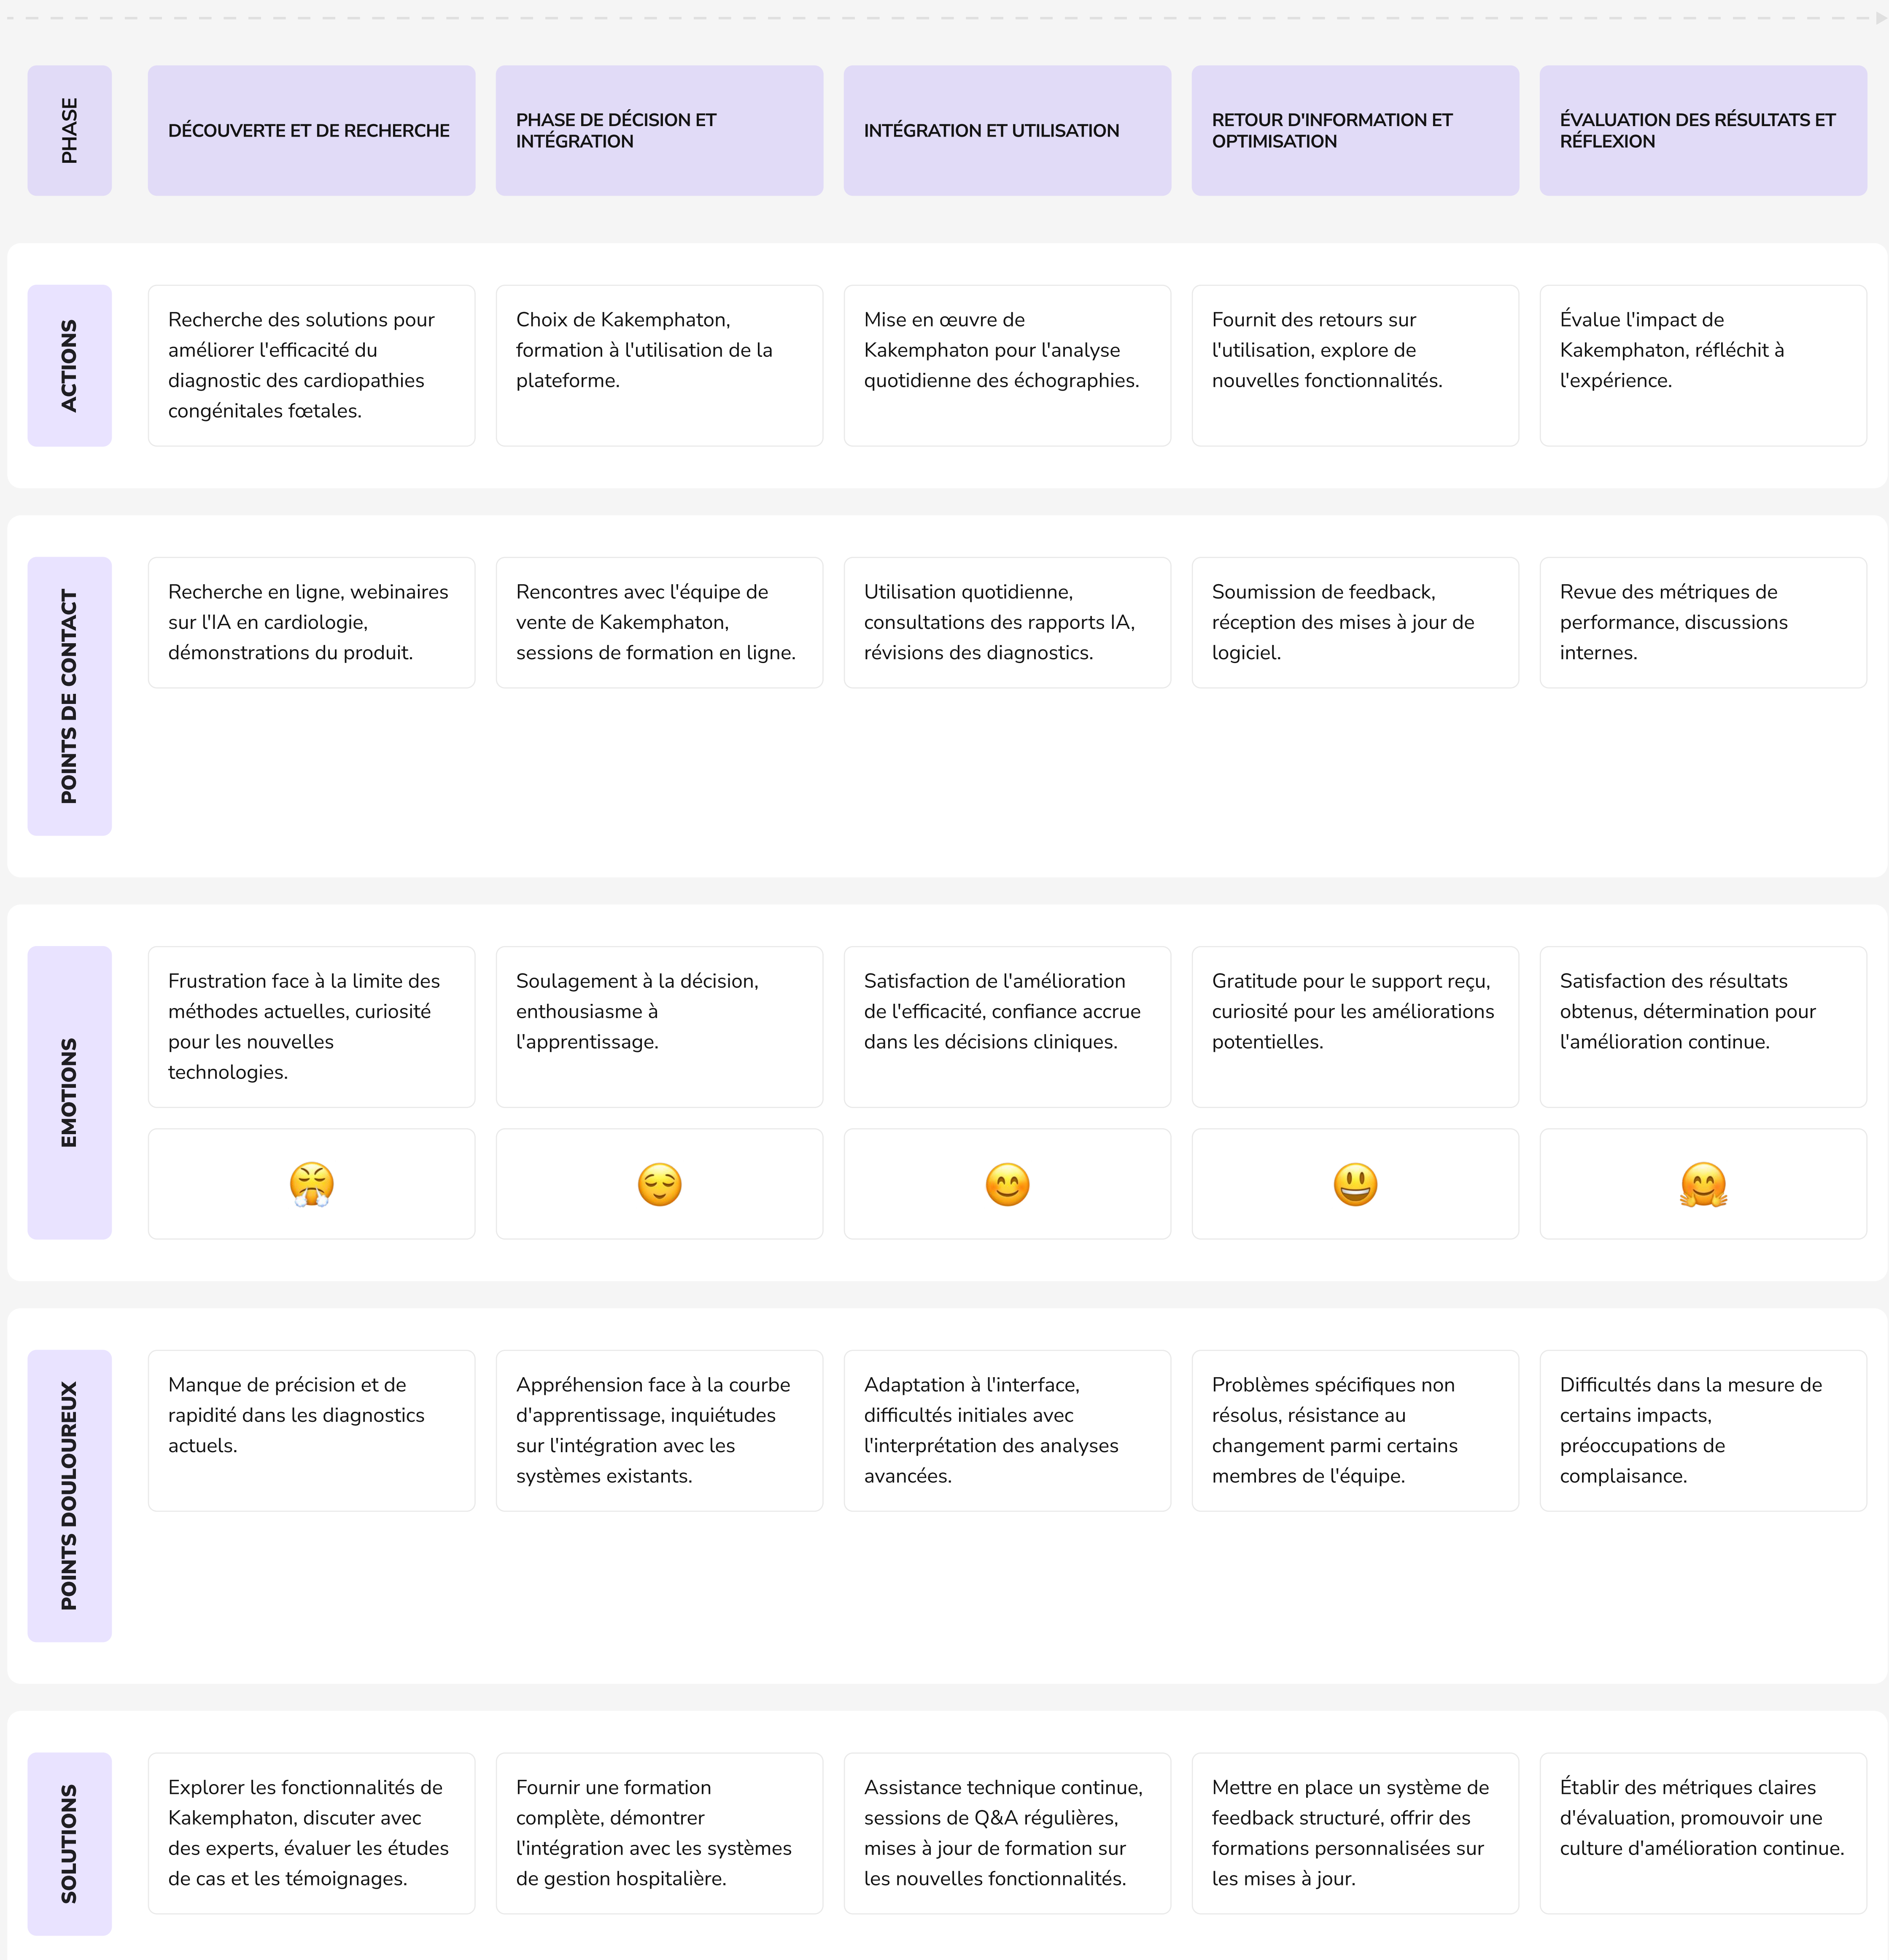 PHASE
DÉCOUVERTE ET DE RECHERCHE
PHASE DE DÉCISION ET
INTÉGRATION
INTÉGRATION ET UTILISATION
RETOUR D'INFORMATION ET
OPTIMISATION
ÉVALUATION DES RÉSULTATS ET
RÉFLEXION
ACTIONS
Recherche des solutions pour
améliorer l'efficacité du
diagnostic des cardiopathies
congénitales fœtales.
Choix de Kakemphaton,
formation à l'utilisation de la
plateforme.
Mise en œuvre de
Kakemphaton pour l'analyse
quotidienne des échographies.
Fournit des retours sur
l'utilisation, explore de
nouvelles fonctionnalités.
Évalue l'impact de
Kakemphaton, réfléchit à
l'expérience.
POINTS DE CONTACT
Recherche en ligne, webinaires
sur l'IA en cardiologie,
démonstrations du produit.
Rencontres avec l'équipe de
vente de Kakemphaton,
sessions de formation en ligne.
Utilisation quotidienne,
consultations des rapports IA,
révisions des diagnostics.
Soumission de feedback,
réception des mises à jour de
logiciel.
Revue des métriques de
performance, discussions
internes.
EMOTIONS
Frustration face à la limite des
méthodes actuelles, curiosité
pour les nouvelles
technologies.
Soulagement à la décision,
enthousiasme à
l'apprentissage.
Satisfaction de l'amélioration
de l'efficacité, confiance accrue
dans les décisions cliniques.
Gratitude pour le support reçu,
curiosité pour les améliorations
potentielles.
Satisfaction des résultats
obtenus, détermination pour
l'amélioration continue.
POINTS DOULOUREUX
Manque de précision et de
rapidité dans les diagnostics
actuels.
Appréhension face à la courbe
d'apprentissage, inquiétudes
sur l'intégration avec les
systèmes existants.
Adaptation à l'interface,
difficultés initiales avec
l'interprétation des analyses
avancées.
Problèmes spécifiques non
résolus, résistance au
changement parmi certains
membres de l'équipe.
Difficultés dans la mesure de
certains impacts,
préoccupations de
complaisance.
SOLUTIONS
Explorer les fonctionnalités de
Kakemphaton, discuter avec
des experts, évaluer les études
de cas et les témoignages.
Fournir une formation
complète, démontrer
l'intégration avec les systèmes
de gestion hospitalière.
Assistance technique continue,
sessions de Q&A régulières,
mises à jour de formation sur
les nouvelles fonctionnalités.
Mettre en place un système de
feedback structuré, offrir des
formations personnalisées sur
les mises à jour.
Établir des métriques claires
d'évaluation, promouvoir une
culture d'amélioration continue.